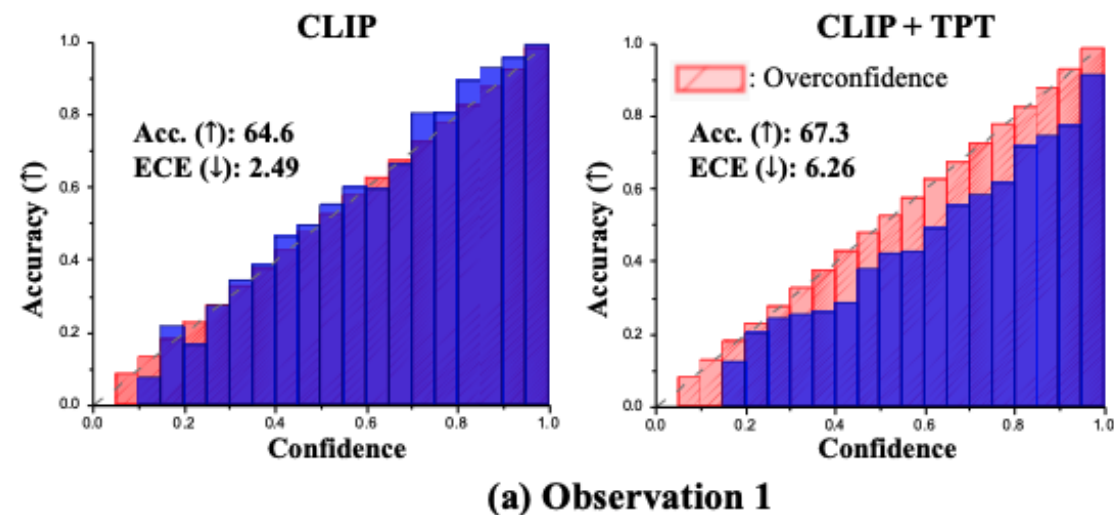 CLIP
Accuracy (↑)
1.0
0.8
0.6
0.4
0.2
0.0
Acc. (↑): 64.6
ECE (↓): 2.49
0.0 0.2 0.4 0.6 0.8 1.0
Confidence
CLIP + TPT
Accuracy (↑)
1.0
0.8
0.6
0.4
0.2
0.0
: Overconfidence
Acc. (↑): 67.3
ECE (↓): 6.26
0.0 0.2 0.4 0.6 0.8 1.0
Confidence
(a) Observation 1